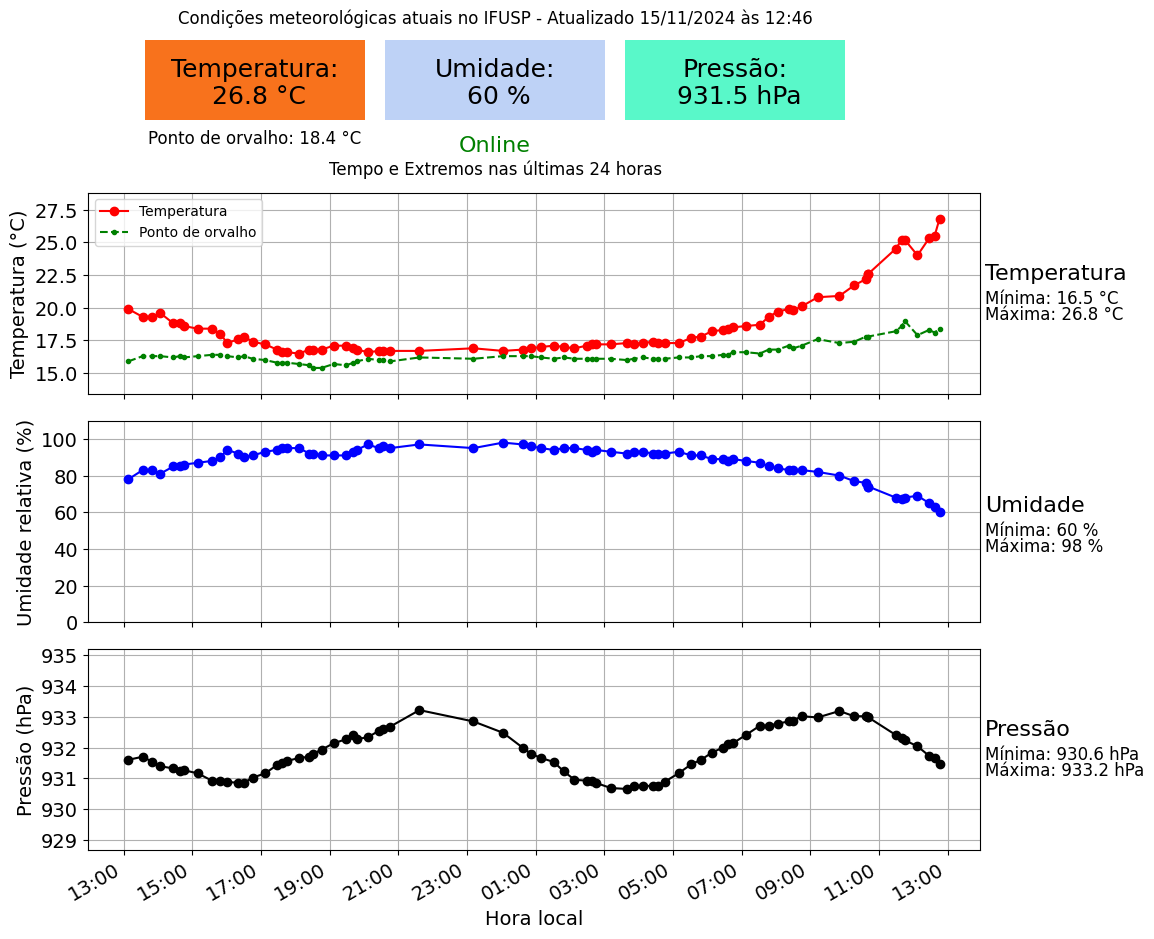 Condições meteorológicas atuais no IFUSP - Atualizado 15/11/2024 às 12:46
Temperatura:
26.8 °C
Umidade:
60 %
Pressão:
931.5 hPa
Ponto de orvalho: 18.4 °C
Online
Tempo e Extremos nas últimas 24 horas
Temperatura (°C)
27.5
25.0
22.5
20.0
17.5
15.0
Temperatura
Ponto de orvalho
Temperatura
Mínima: 16.5 °C
Máxima: 26.8 °C
Umidade relativa (%)
100
80
60
40
20
0
Umidade
Mínima: 60 %
Máxima: 98 %
Pressão (hPa)
935
934
933
932
931
930
929
Pressão
Mínima: 930.6 hPa
Máxima: 933.2 hPa
13:00
15:00
17:00
19:00
21:00
23:00
01:00
03:00
05:00
07:00
09:00
11:00
13:00
Hora local